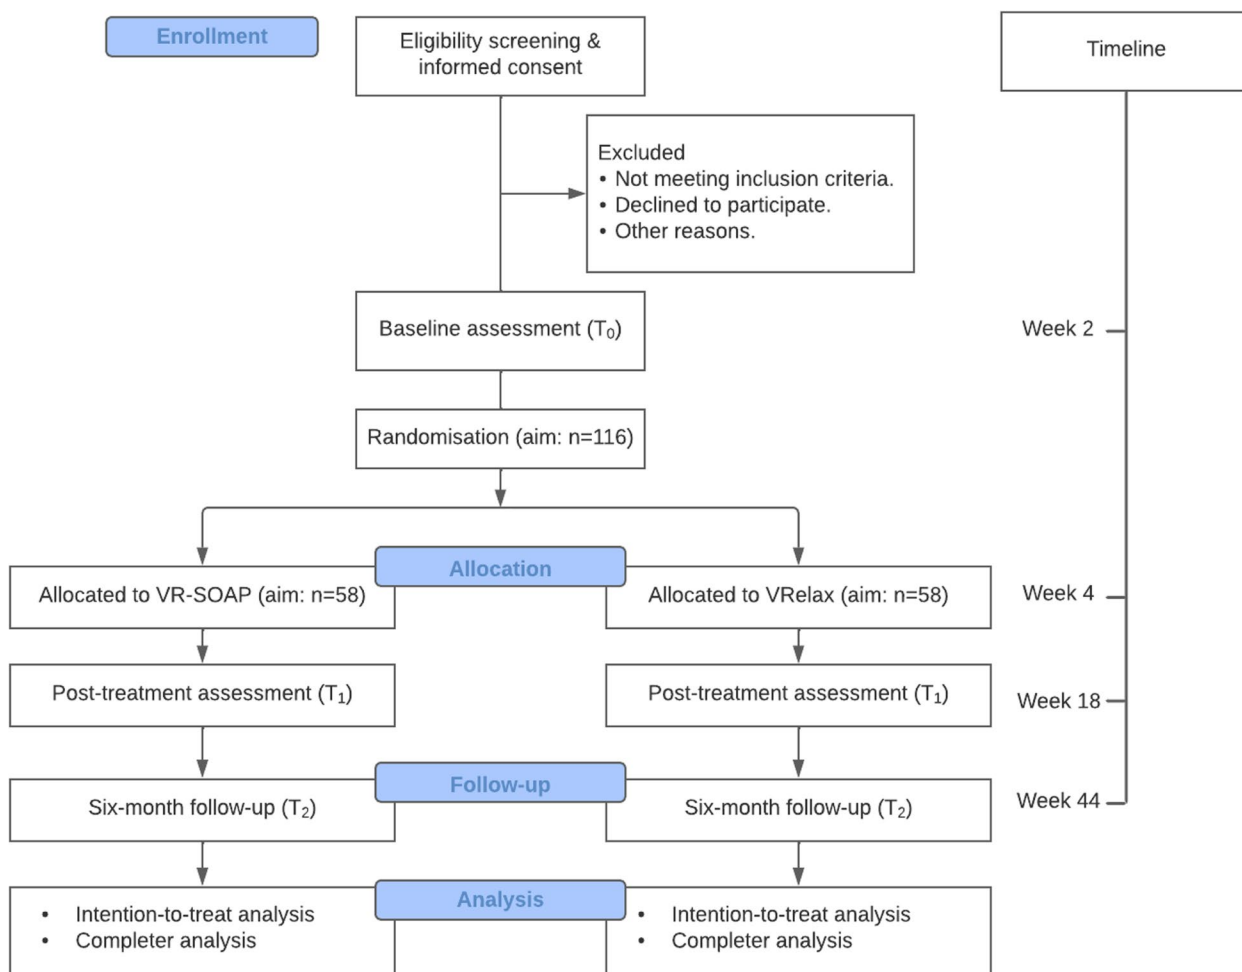 Enrollment
Eligibility screening &
informed consent
Timeline
Excluded
• Not meeting inclusion criteria.
• Declined to participate.
• Other reasons.
Baseline assessment (T₀)
Week 2
Randomisation (aim: n=116)
Allocation
Allocated to VR-SOAP (aim: n=58)
Allocated to VRelax (aim: n=58)
Week 4
Post-treatment assessment (T₁)
Post-treatment assessment (T₁)
Week 18
Follow-up
Six-month follow-up (T₂)
Six-month follow-up (T₂)
Week 44
Analysis
• Intention-to-treat analysis
• Completer analysis
• Intention-to-treat analysis
• Completer analysis